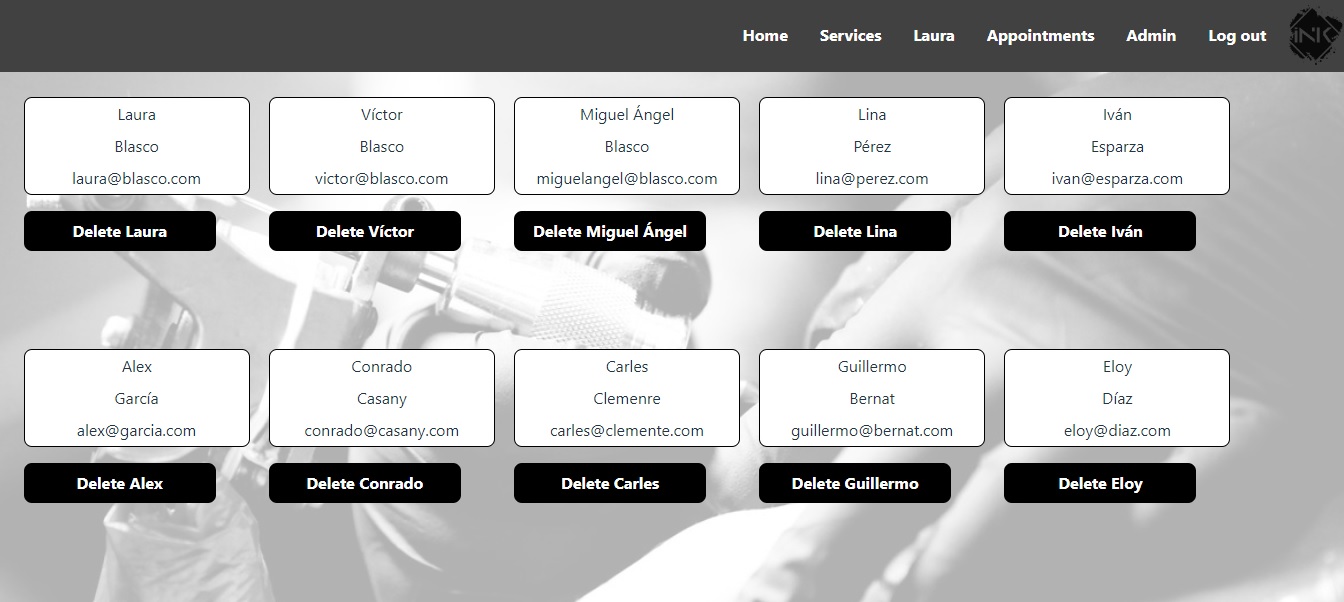 Home Services Laura Appointments Admin Log out INK
Laura
Blasco
laura@blasco.com
Delete Laura
Víctor
Blasco
victor@blasco.com
Delete Víctor
Miguel Ángel
Blasco
miguelangel@blasco.com
Delete Miguel Ángel
Lina
Pérez
lina@perez.com
Delete Lina
Iván
Esparza
ivan@esparza.com
Delete Iván
Alex
García
alex@garcia.com
Delete Alex
Conrado
Casany
conrado@casany.com
Delete Conrado
Carles
Clemenre
carles@clemente.com
Delete Carles
Guillermo
Bernat
guillermo@bernat.com
Delete Guillermo
Eloy
Díaz
eloy@diaz.com
Delete Eloy